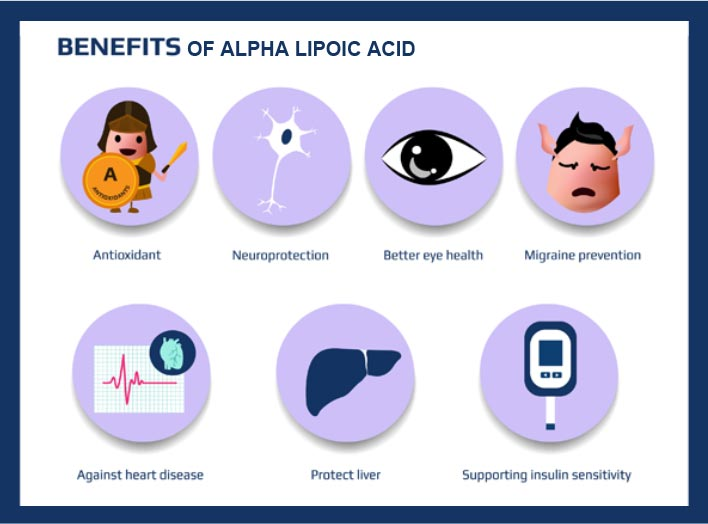 BENEFITS OF ALPHA LIPOIC ACID
A
ANTIOXIDANTS
Antioxidant
Neuroprotection
Better eye health
Migraine prevention
Against heart disease
Protect liver
Supporting insulin sensitivity